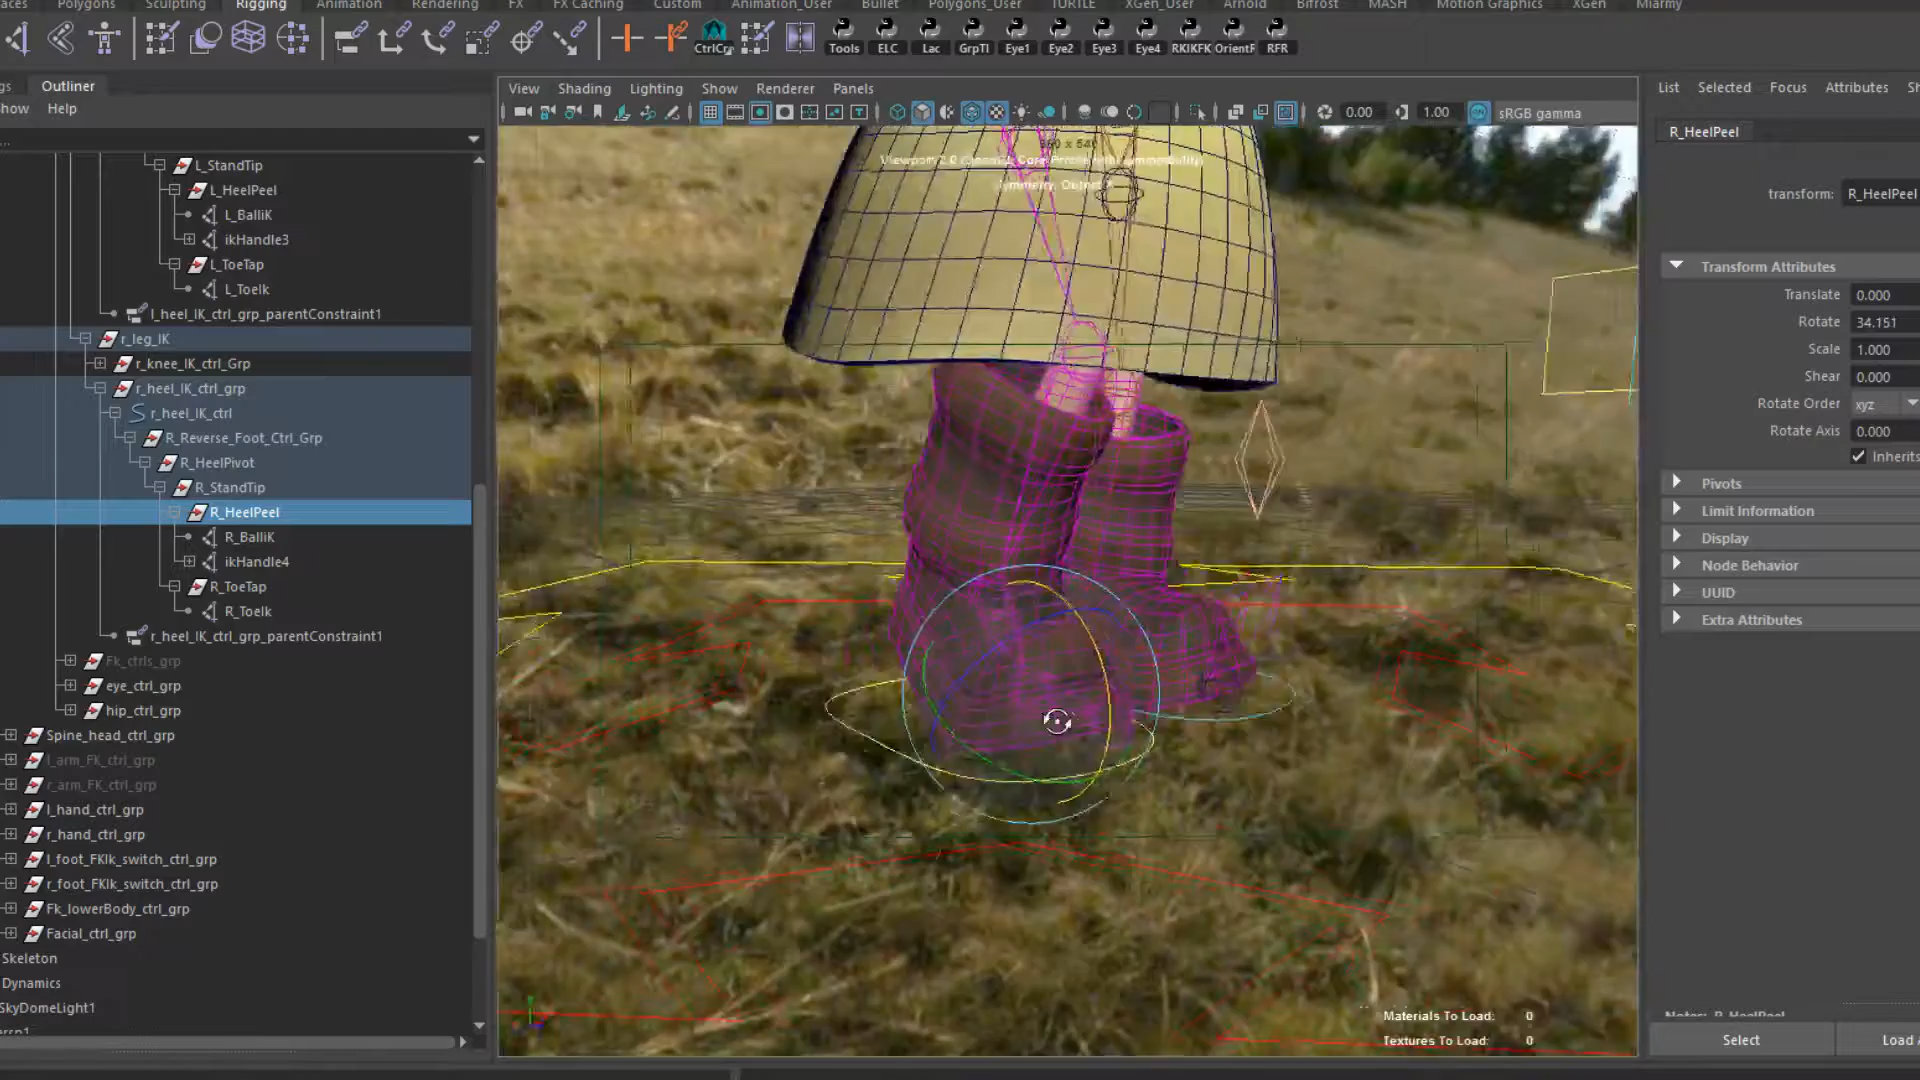 Polygons Sculpting Rigging Animation Rendering FX FX Caching Custom Animation_User Bullet Polygons_User TURTLE XGen_User Arnold Bifrost MASH Motion Graphics XGen Miarmy
Tools ELC Lac GrpTI Eye1 Eye2 Eye3 Eye4 RKIKFK OrientF RFR
Outliner
Help
View Shading Lighting Show Renderer Panels
0.00 1.00 sRGB gamma
List Selected Focus Attributes
R_HeelPeel
L_StandTip
L_HeelPeel
L_BalliK
ikHandle3
L_ToeTap
L_ToeIk
l_heel_IK_ctrl_grp_parentConstraint1
r_leg_IK
r_knee_IK_ctrl_Grp
r_heel_IK_ctrl_grp
r_heel_IK_ctrl
R_Reverse_Foot_Ctrl_Grp
R_HeelPivot
R_StandTip
R_HeelPeel
R_BalliK
ikHandle4
R_ToeTap
R_ToeIk
r_heel_IK_ctrl_grp_parentConstraint1
Fk_ctrls_grp
eye_ctrl_grp
hip_ctrl_grp
Spine_head_ctrl_grp
l_arm_FK_ctrl_grp
r_arm_FK_ctrl_grp
l_hand_ctrl_grp
r_hand_ctrl_grp
l_foot_FKIk_switch_ctrl_grp
r_foot_FKIk_switch_ctrl_grp
Fk_lowerBody_ctrl_grp
Facial_ctrl_grp
Skeleton
Dynamics
SkyDomeLight1
Materials To Load: 0
Textures To Load: 0
transform: R_HeelPeel
Transform Attributes
Translate 0.000
Rotate 34.151
Scale 1.000
Shear 0.000
Rotate Order xyz
Rotate Axis 0.000
Inherits
Pivots
Limit Information
Display
Node Behavior
UUID
Extra Attributes
Notes: R_HeelPeel
Select Load